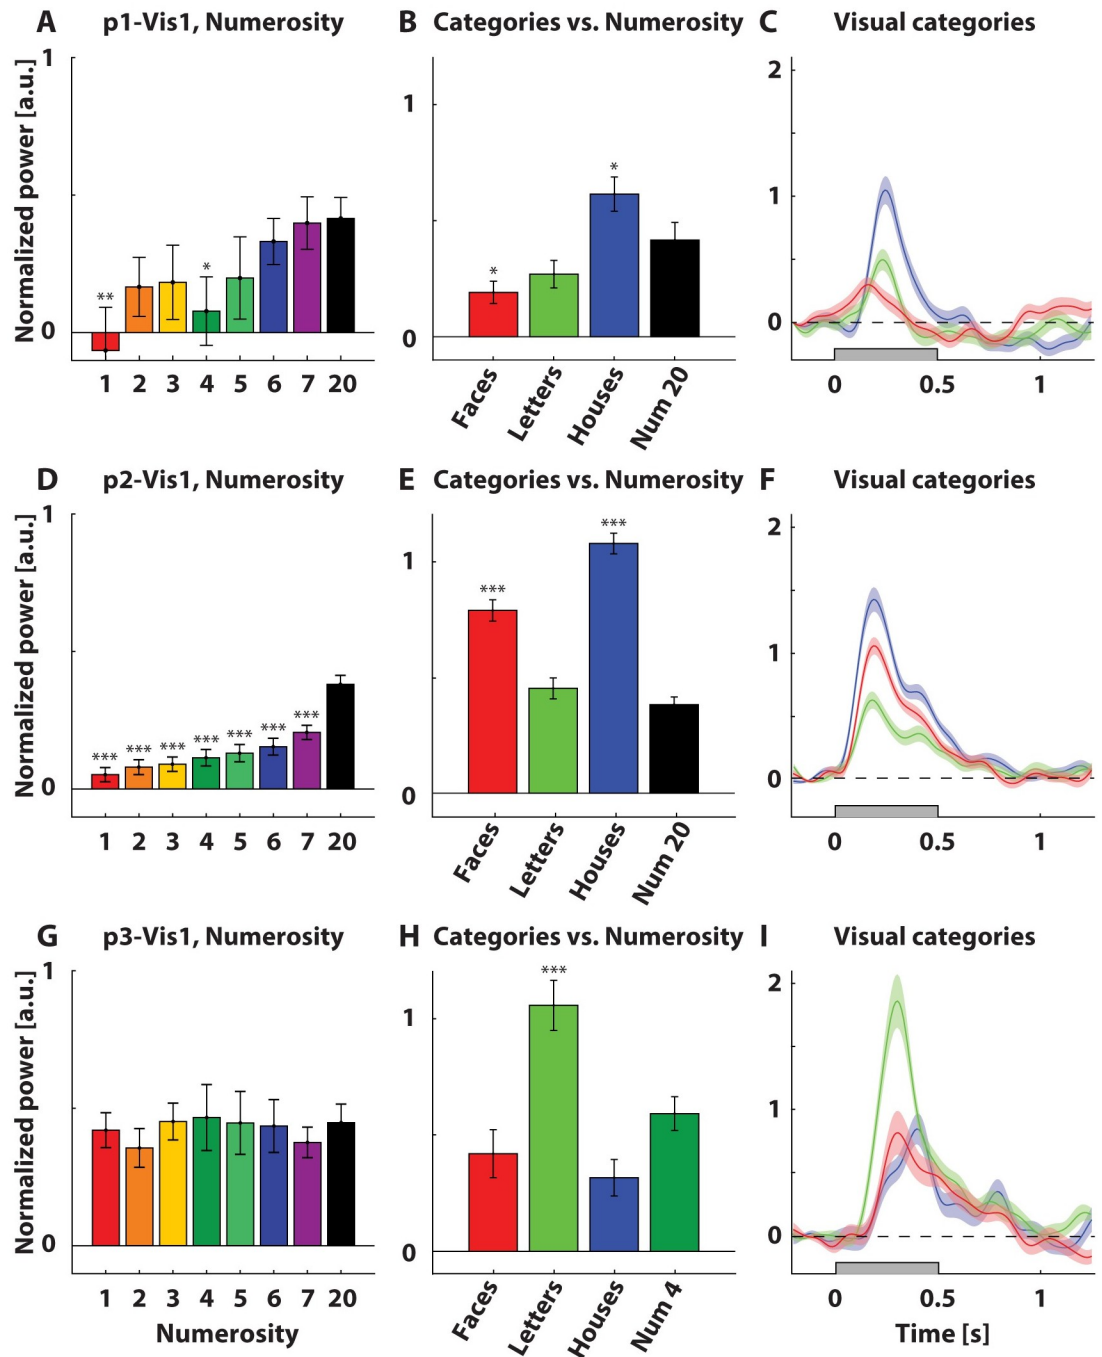 A p1-Vis1, Numerosity
B Categories vs. Numerosity
C Visual categories
Normalized power [a.u.]
1
0
** *
1 2 3 4 5 6 7 20
1
0
* *
Faces Letters Houses Num 20
2
1
0
0 0.5 1
D p2-Vis1, Numerosity
E Categories vs. Numerosity
F Visual categories
Normalized power [a.u.]
1
0
*** *** *** *** *** *** ***
1 2 3 4 5 6 7 20
1
0
*** ***
Faces Letters Houses Num 20
2
1
0
0 0.5 1
G p3-Vis1, Numerosity
H Categories vs. Numerosity
I Visual categories
Normalized power [a.u.]
1
0
1 2 3 4 5 6 7 20
Numerosity
1
0
***
Faces Letters Houses Num 4
2
1
0
0 0.5 1
Time [s]